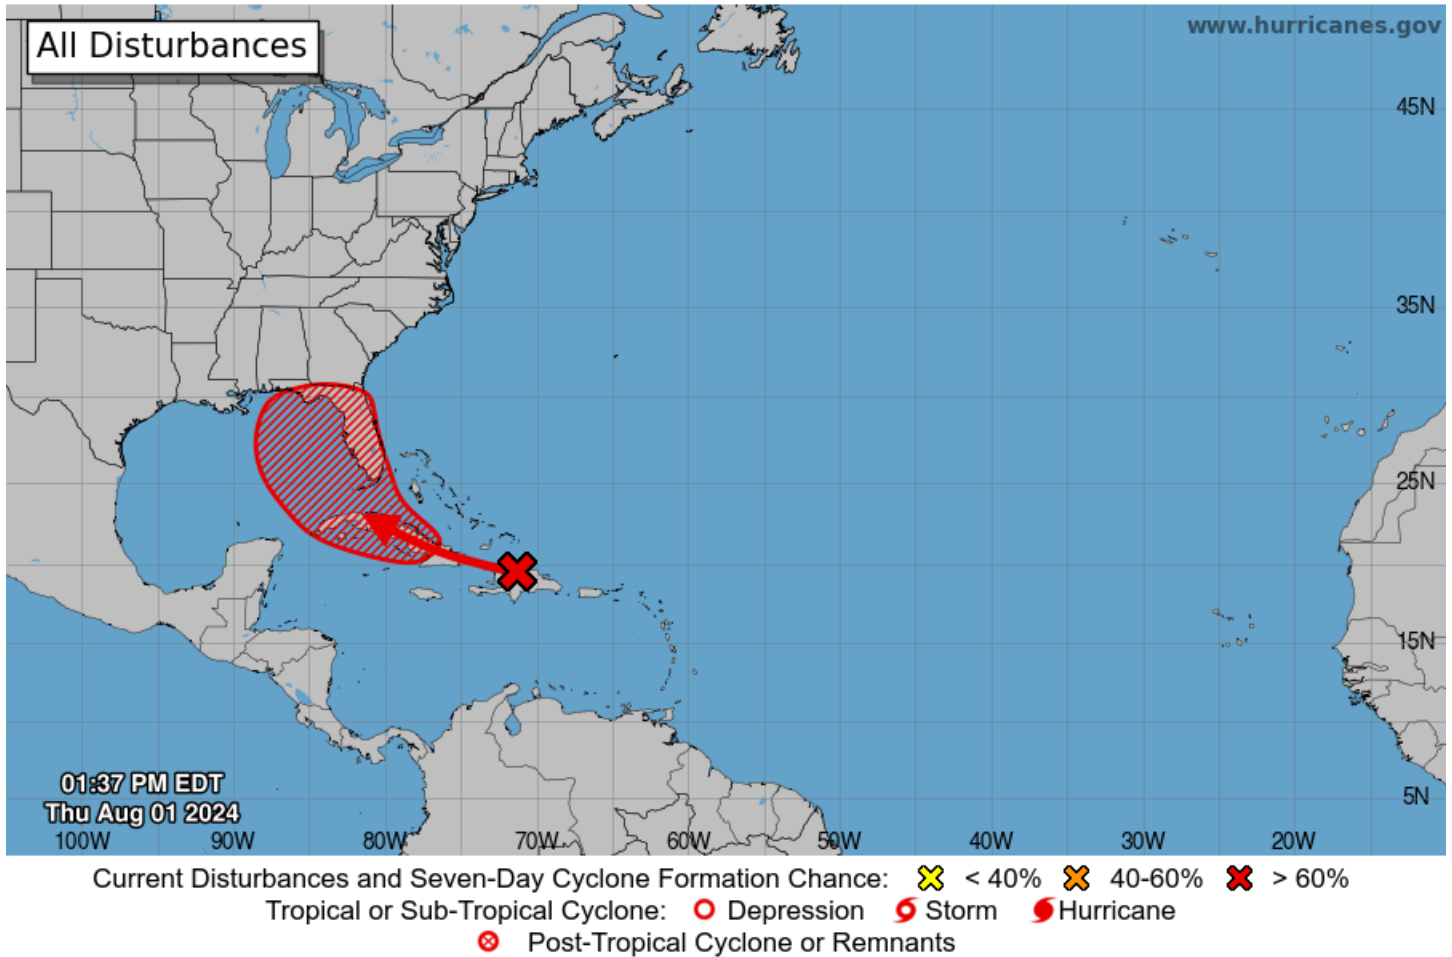 All Disturbances
www.hurricanes.gov
45N
35N
25N
15N
5N
01:37 PM EDT
Thu Aug 01 2024
100W 90W 80W 70W 60W 50W 40W 30W 20W
Current Disturbances and Seven-Day Cyclone Formation Chance: < 40% 40-60% > 60%
Tropical or Sub-Tropical Cyclone: Depression Storm Hurricane
Post-Tropical Cyclone or Remnants